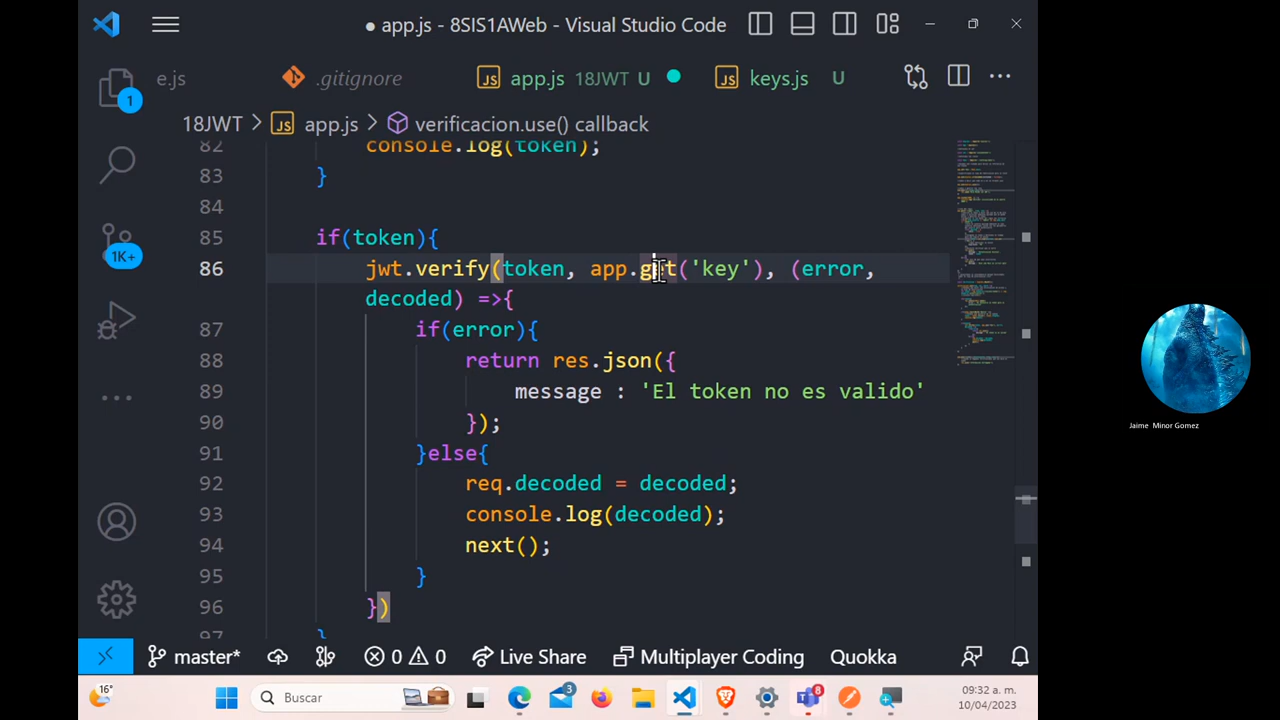 ● app.js - 8SIS1AWeb - Visual Studio Code
e.js
.gitignore
app.js 18JWT U
keys.js U
1
18JWT > JS app.js > verificacion.use() callback
82 console.log(token);
83 }
84
85 if(token){
86 jwt.verify(token, app.get('key'), (error,
decoded) =>{
87 if(error){
88 return res.json({
89 message : 'El token no es valido'
90 });
91 }else{
92 req.decoded = decoded;
93 console.log(decoded);
94 next();
95 }
96 })
97 }
1K+
Jaime Minor Gomez
master* 0 0 Live Share Multiplayer Coding Quokka
16°
Buscar
3
8
09:32 a. m.
10/04/2023